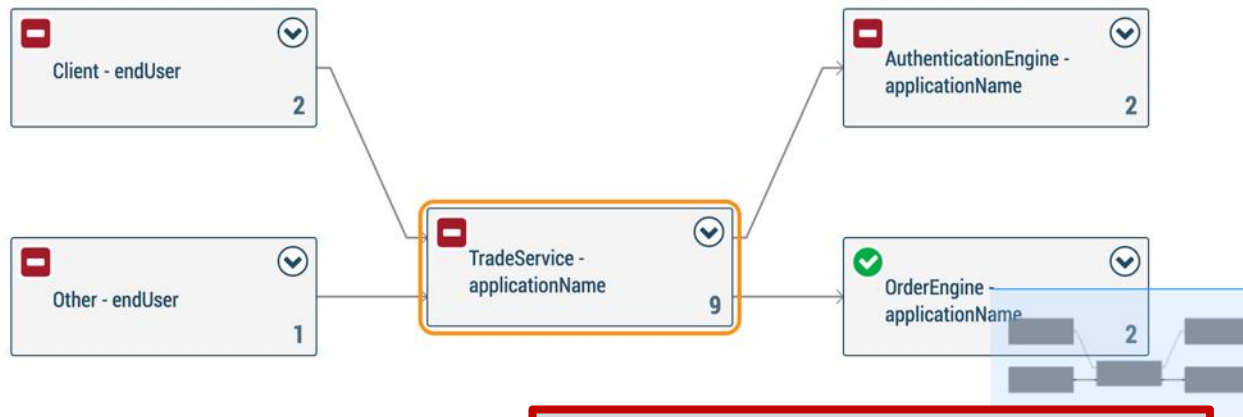 Client - endUser
2
AuthenticationEngine -
applicationName
2
TradeService -
applicationName
9
Other - endUser
1
OrderEngine -
applicationName
2